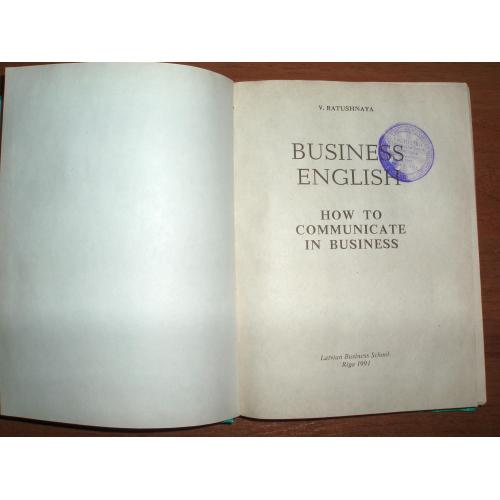 V. RATUSHNAYA
BUSINESS
ENGLISH
HOW TO
COMMUNICATE
IN BUSINESS
Latvian Business School
Riga 1991